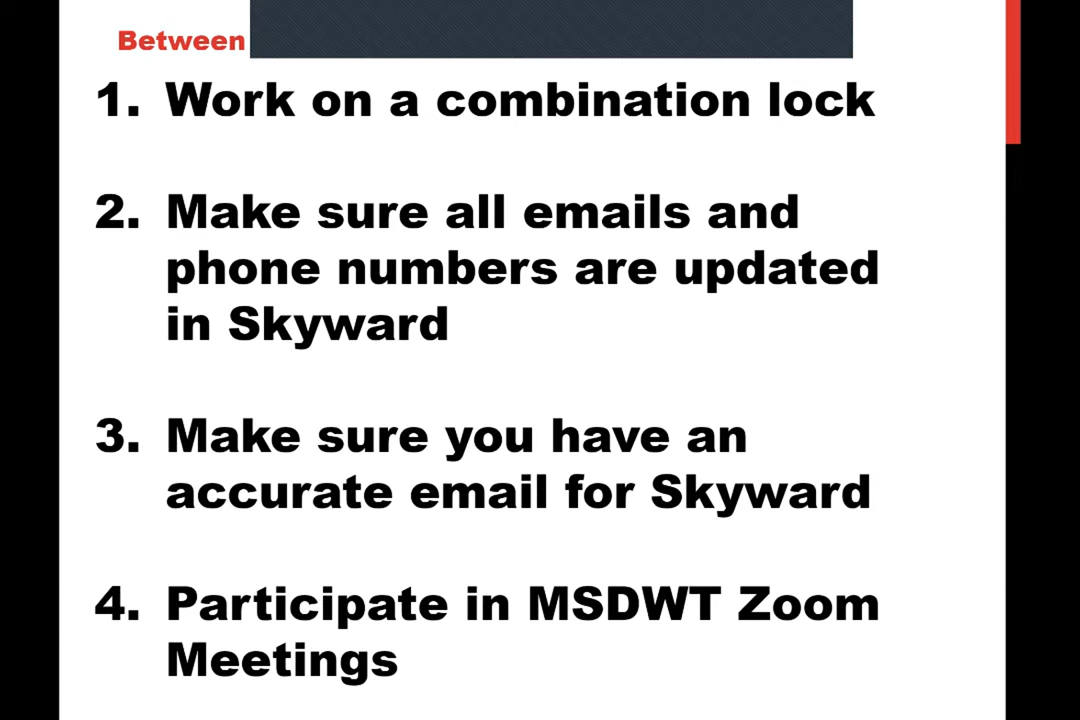 Between
1. Work on a combination lock
2. Make sure all emails and
phone numbers are updated
in Skyward
3. Make sure you have an
accurate email for Skyward
4. Participate in MSDWT Zoom
Meetings